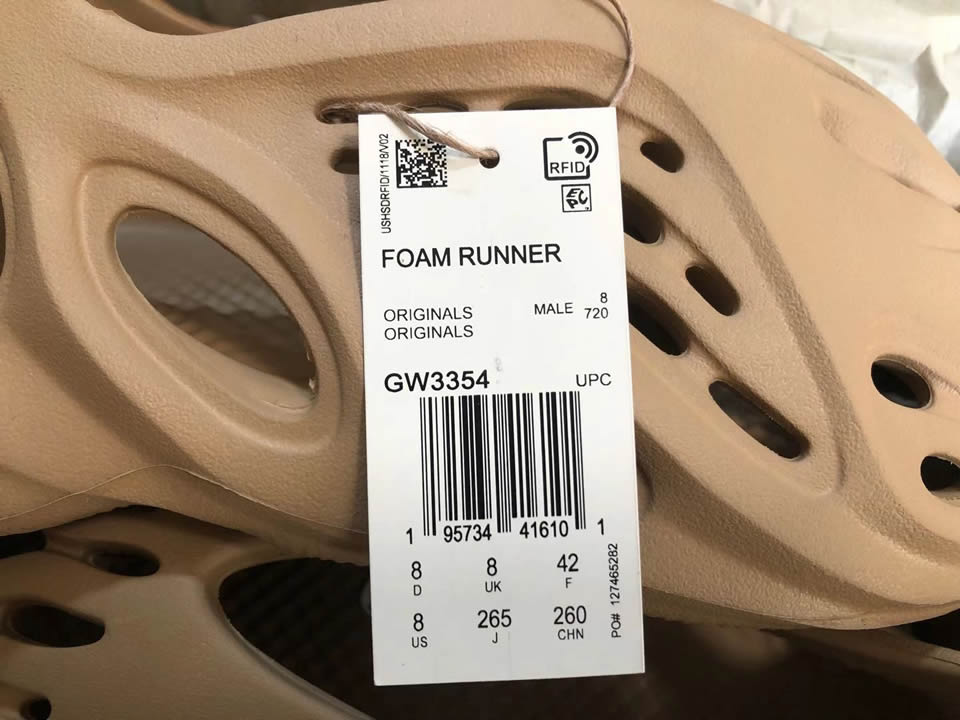 USHSDRFID/1118/V02
RFID
EPC
FOAM RUNNER
ORIGINALS
ORIGINALS
MALE 8
720
GW3354
UPC
1 95734 41610 1
8 8 42
D UK F
8 265 260
US J CHN
PO# 127465282